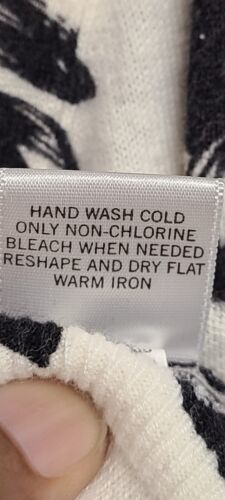 HAND WASH COLD
ONLY NON-CHLORINE
BLEACH WHEN NEEDED
RESHAPE AND DRY FLAT
WARM IRON